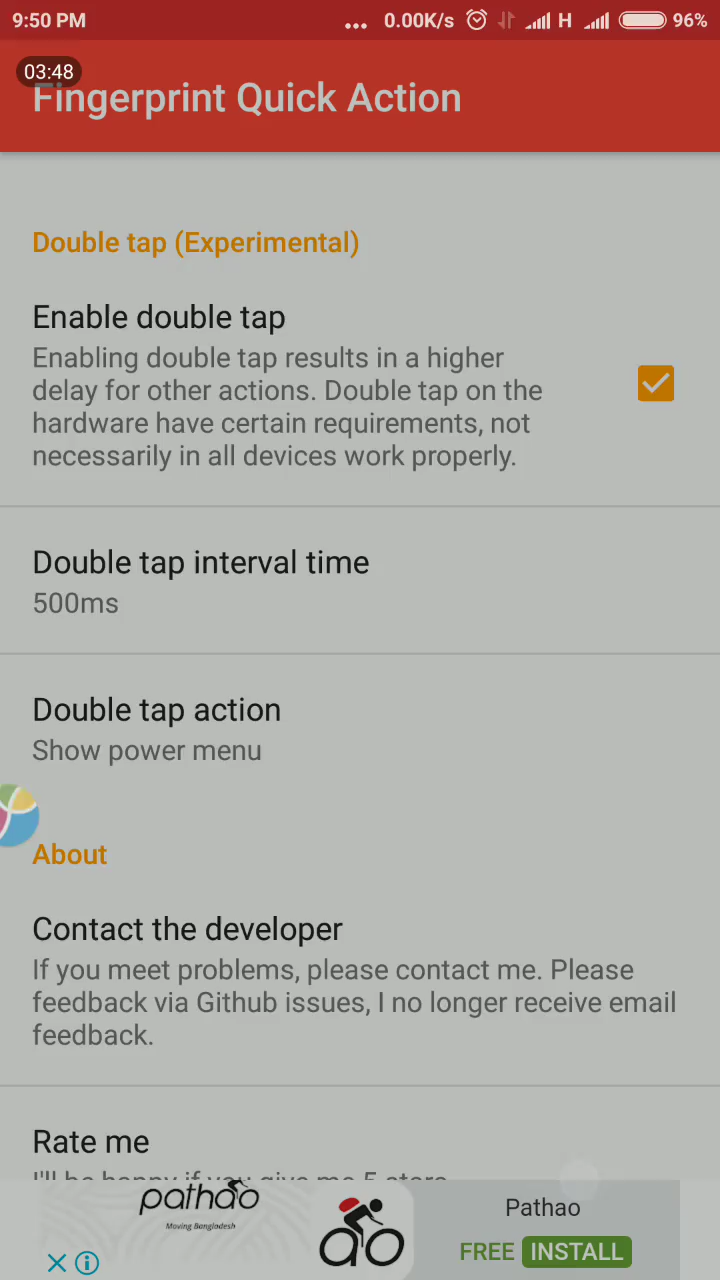 9:50 PM
... 0.00K/s H 96%
03:48
Fingerprint Quick Action
Double tap (Experimental)
Enable double tap
Enabling double tap results in a higher
delay for other actions. Double tap on the
hardware have certain requirements, not
necessarily in all devices work properly.
Double tap interval time
500ms
Double tap action
Show power menu
About
Contact the developer
If you meet problems, please contact me. Please
feedback via Github issues, I no longer receive email
feedback.
Rate me
I'll be happy if you give me 5 stars
pathao
Moving Bangladesh
Pathao
FREE INSTALL